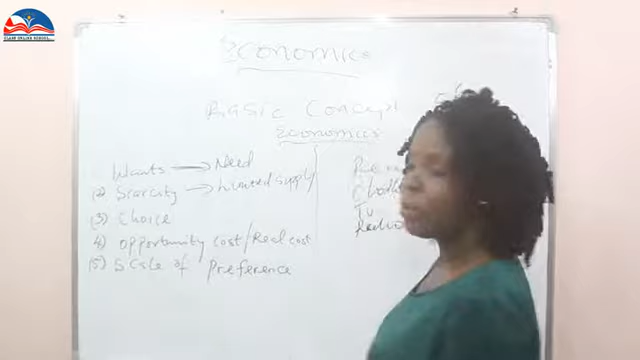 Economics
Basic Concept
Economics
Wants → Need
(2) Scarcity → Limited supply
(3) Choice
4) opportunity cost/Real cost
(5) Scale of Preference